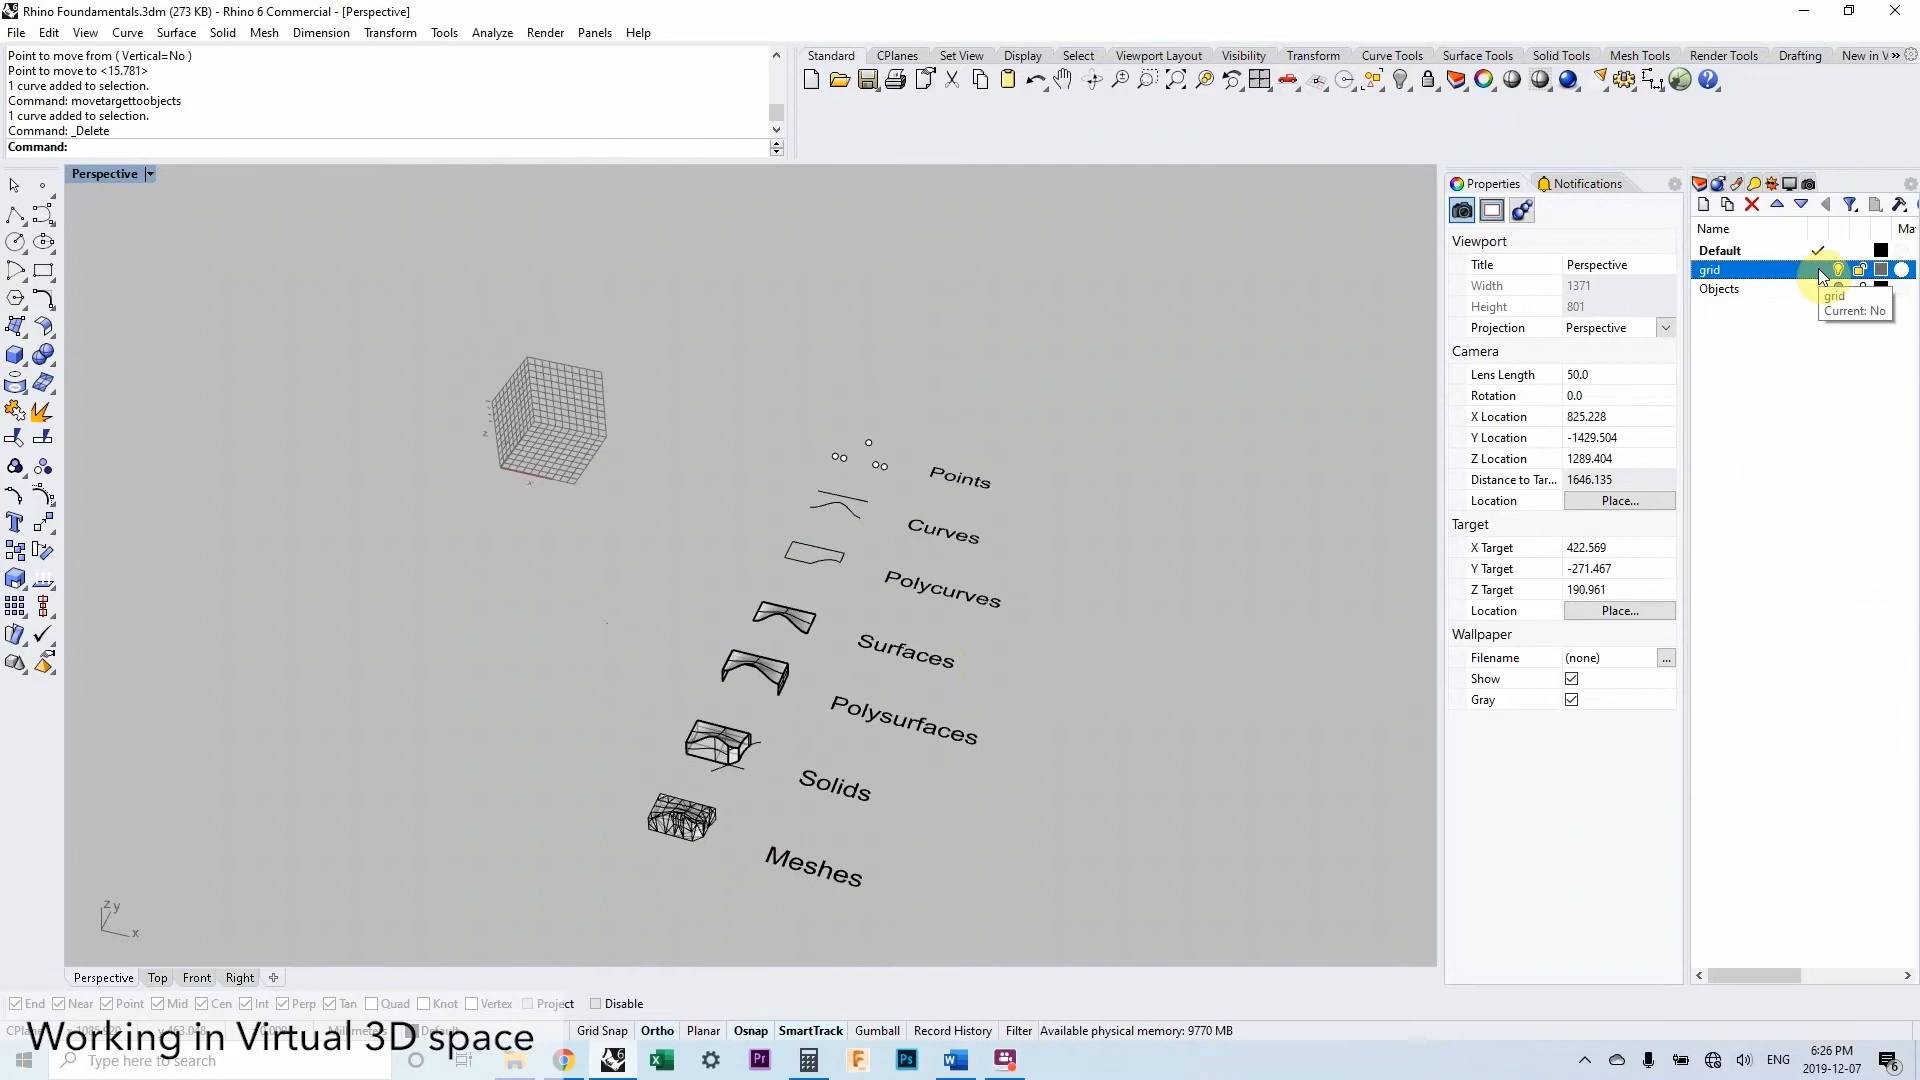 Rhino Foundamentals.3dm (273 KB) - Rhino 6 Commercial - [Perspective]
File Edit View Curve Surface Solid Mesh Dimension Transform Tools Analyze Render Panels Help
Point to move from ( Vertical=No )
Point to move to <15.781>
1 curve added to selection.
Command: movetargettoobjects
1 curve added to selection.
Command: _Delete
Command:
Standard CPlanes Set View Display Select Viewport Layout Visibility Transform Curve Tools Surface Tools Solid Tools Mesh Tools Render Tools Drafting New in V
Perspective
Points
Curves
Polycurves
Surfaces
Polysurfaces
Solids
Meshes
z y
x
Properties Notifications
Viewport
Title Perspective
Width 1371
Height 801
Projection Perspective
Camera
Lens Length 50.0
Rotation 0.0
X Location 825.228
Y Location -1429.504
Z Location 1289.404
Distance to Tar... 1646.135
Location Place...
Target
X Target 422.569
Y Target -271.467
Z Target 190.961
Location Place...
Wallpaper
Filename (none) ...
Show
Gray
Name Ma
Default
grid
Objects
grid
Current: No
Perspective Top Front Right
End Near Point Mid Cen Int Perp Tan Quad Knot Vertex Project Disable
Grid Snap Ortho Planar Osnap SmartTrack Gumball Record History Filter Available physical memory: 9770 MB
Working in Virtual 3D space
Type here to search
ENG
6:26 PM
2019-12-07
6